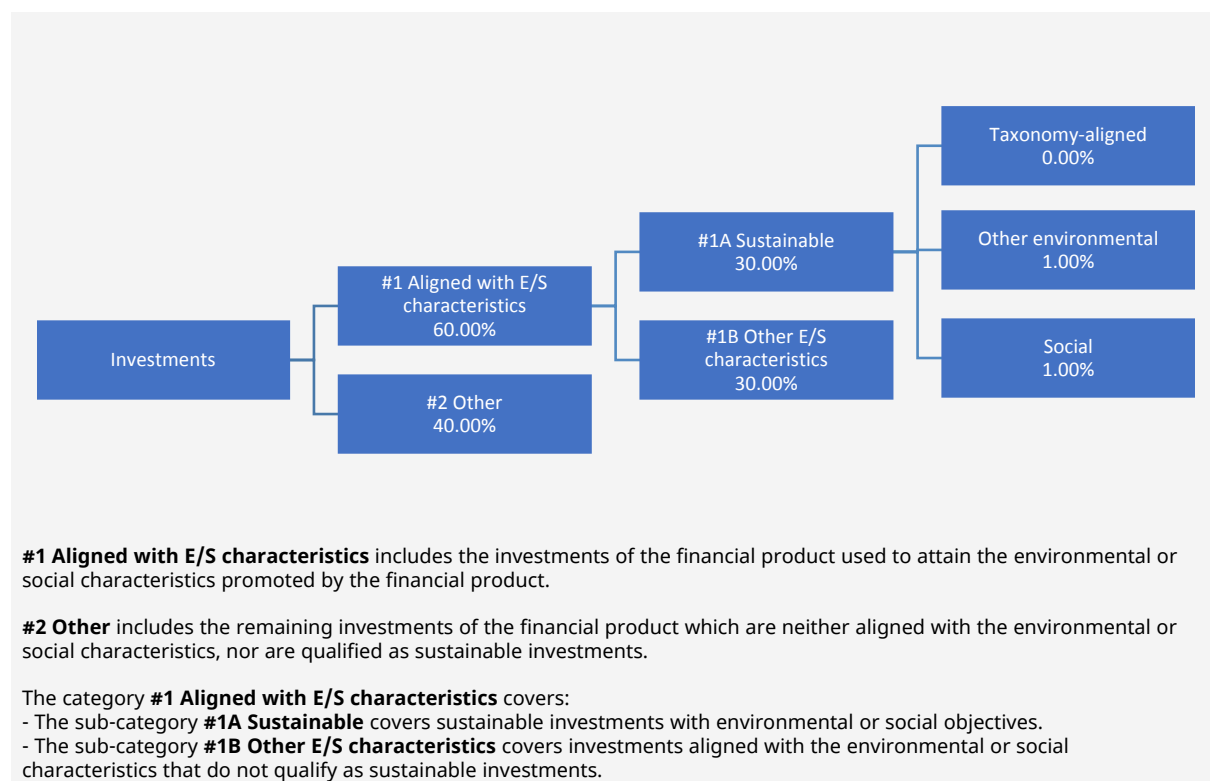 Investments
#1 Aligned with E/S
characteristics
60.00%
#2 Other
40.00%
#1A Sustainable
30.00%
#1B Other E/S
characteristics
30.00%
Taxonomy-aligned
0.00%
Other environmental
1.00%
Social
1.00%
#1 Aligned with E/S characteristics includes the investments of the financial product used to attain the environmental or
social characteristics promoted by the financial product.
#2 Other includes the remaining investments of the financial product which are neither aligned with the environmental or
social characteristics, nor are qualified as sustainable investments.
The category #1 Aligned with E/S characteristics covers:
- The sub-category #1A Sustainable covers sustainable investments with environmental or social objectives.
- The sub-category #1B Other E/S characteristics covers investments aligned with the environmental or social
characteristics that do not qualify as sustainable investments.